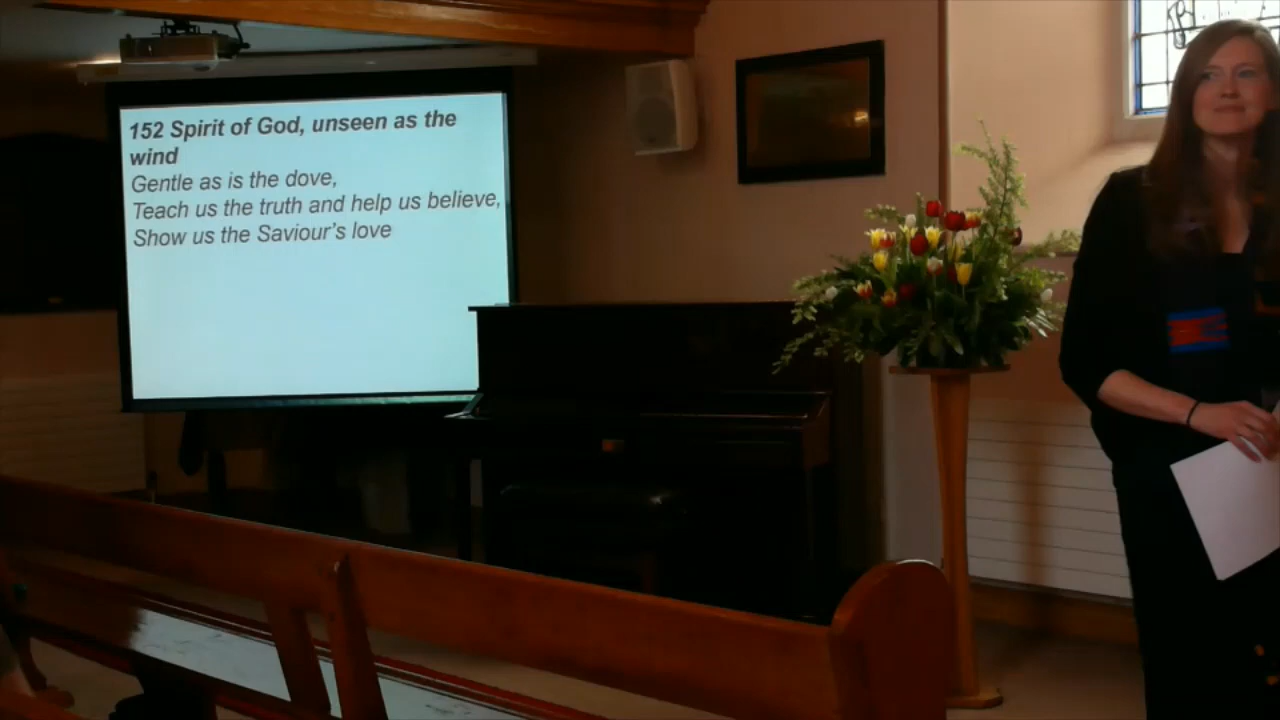 152 Spirit of God, unseen as the
wind
Gentle as is the dove,
Teach us the truth and help us believe,
Show us the Saviour's love